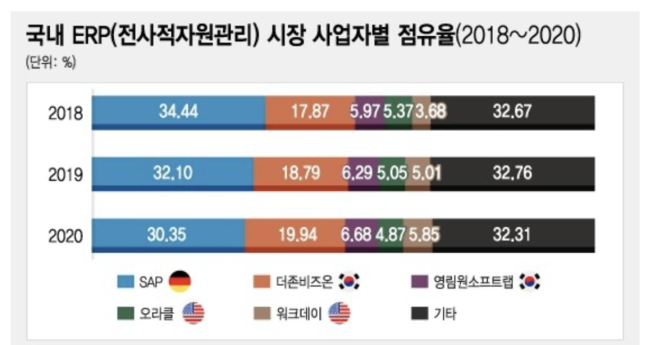 국내 ERP(전사적자원관리) 시장 사업자별 점유율(2018~2020)
(단위: %)
2018 34.44 17.87 5.97 5.37 3.68 32.67
2019 32.10 18.79 6.29 5.05 5.01 32.76
2020 30.35 19.94 6.68 4.87 5.85 32.31
SAP 더존비즈온 영림원소프트랩
오라클 워크데이 기타